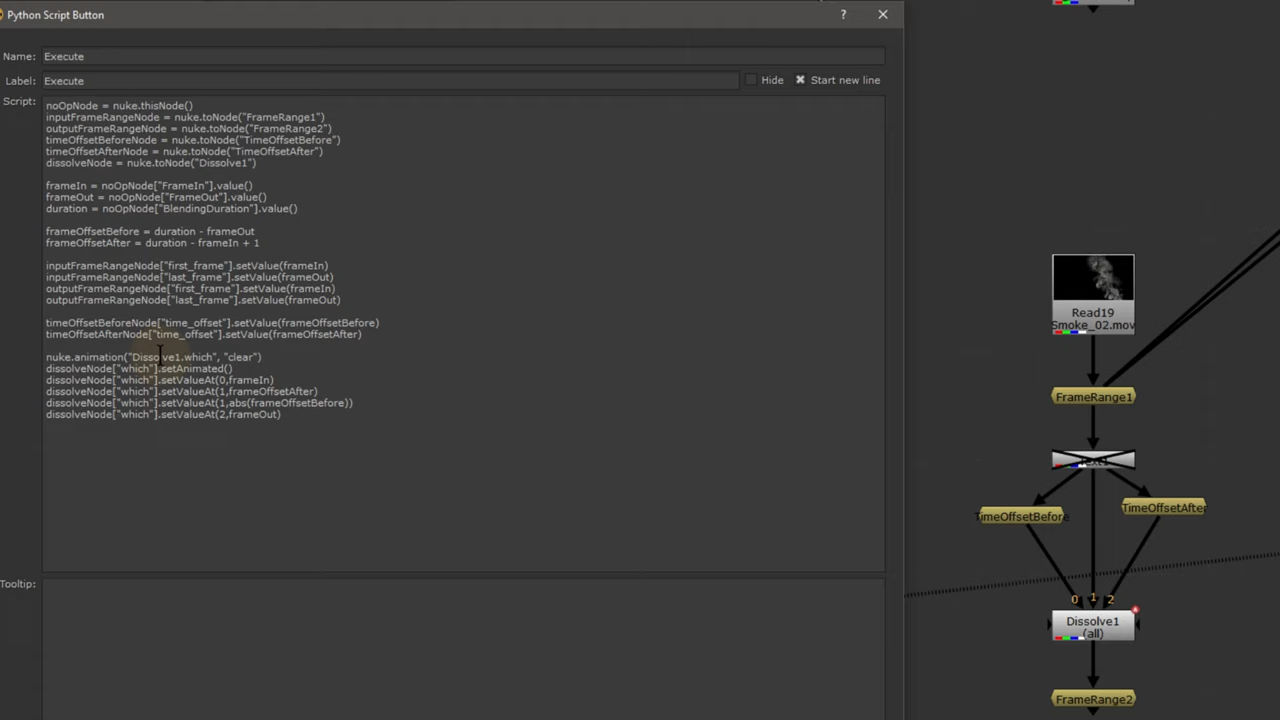 Python Script Button
?
Name: Execute
Label: Execute
Hide
Start new line
Script:
noOpNode = nuke.thisNode()
inputFrameRangeNode = nuke.toNode("FrameRange1")
outputFrameRangeNode = nuke.toNode("FrameRange2")
timeOffsetBeforeNode = nuke.toNode("TimeOffsetBefore")
timeOffsetAfterNode = nuke.toNode("TimeOffsetAfter")
dissolveNode = nuke.toNode("Dissolve1")
frameIn = noOpNode["FrameIn"].value()
frameOut = noOpNode["FrameOut"].value()
duration = noOpNode["BlendingDuration"].value()
frameOffsetBefore = duration - frameOut
frameOffsetAfter = duration - frameIn + 1
inputFrameRangeNode["first_frame"].setValue(frameIn)
inputFrameRangeNode["last_frame"].setValue(frameOut)
outputFrameRangeNode["first_frame"].setValue(frameIn)
outputFrameRangeNode["last_frame"].setValue(frameOut)
timeOffsetBeforeNode["time_offset"].setValue(frameOffsetBefore)
timeOffsetAfterNode["time_offset"].setValue(frameOffsetAfter)
nuke.animation("Dissolve1.which", "clear")
dissolveNode["which"].setAnimated()
dissolveNode["which"].setValueAt(0,frameIn)
dissolveNode["which"].setValueAt(1,frameOffsetAfter)
dissolveNode["which"].setValueAt(1,abs(frameOffsetBefore))
dissolveNode["which"].setValueAt(2,frameOut)
Tooltip:
Read19
Smoke_02.mov
FrameRange1
TimeOffsetBefore
TimeOffsetAfter
0 1 2
Dissolve1
(all)
FrameRange2